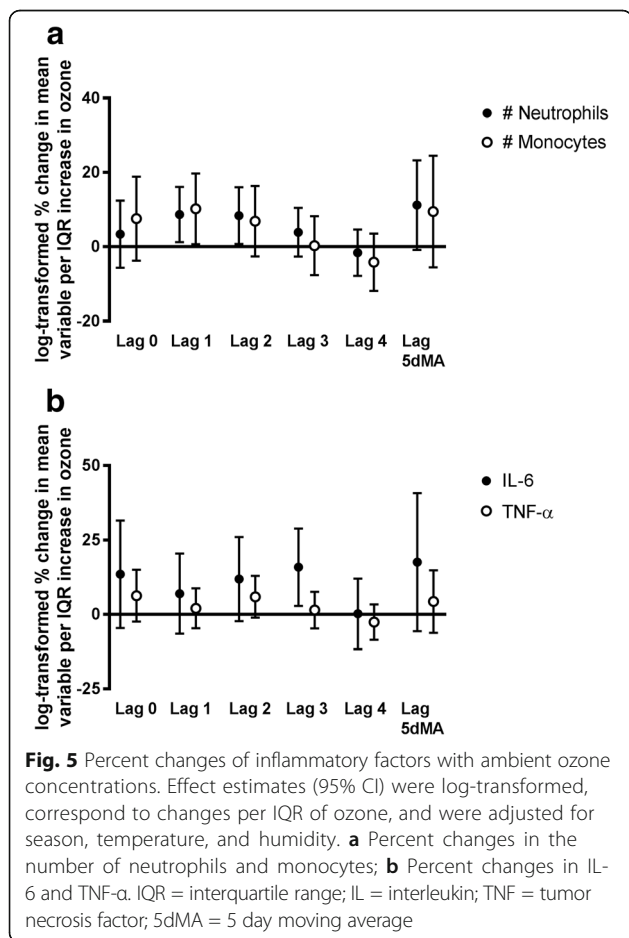 a
log-transformed % change in mean
variable per IQR increase in ozone
40
20
0
-20
# Neutrophils
# Monocytes
Lag 0 Lag 1 Lag 2 Lag 3 Lag 4 Lag
5dMA
b
log-transformed % change in mean
variable per IQR increase in ozone
50
25
0
-25
IL-6
TNF-α
Lag 0 Lag 1 Lag 2 Lag 3 Lag 4 Lag
5dMA
Fig. 5 Percent changes of inflammatory factors with ambient ozone
concentrations. Effect estimates (95% CI) were log-transformed,
correspond to changes per IQR of ozone, and were adjusted for
season, temperature, and humidity. a Percent changes in the
number of neutrophils and monocytes; b Percent changes in IL-
6 and TNF-α. IQR = interquartile range; IL = interleukin; TNF = tumor
necrosis factor; 5dMA = 5 day moving average